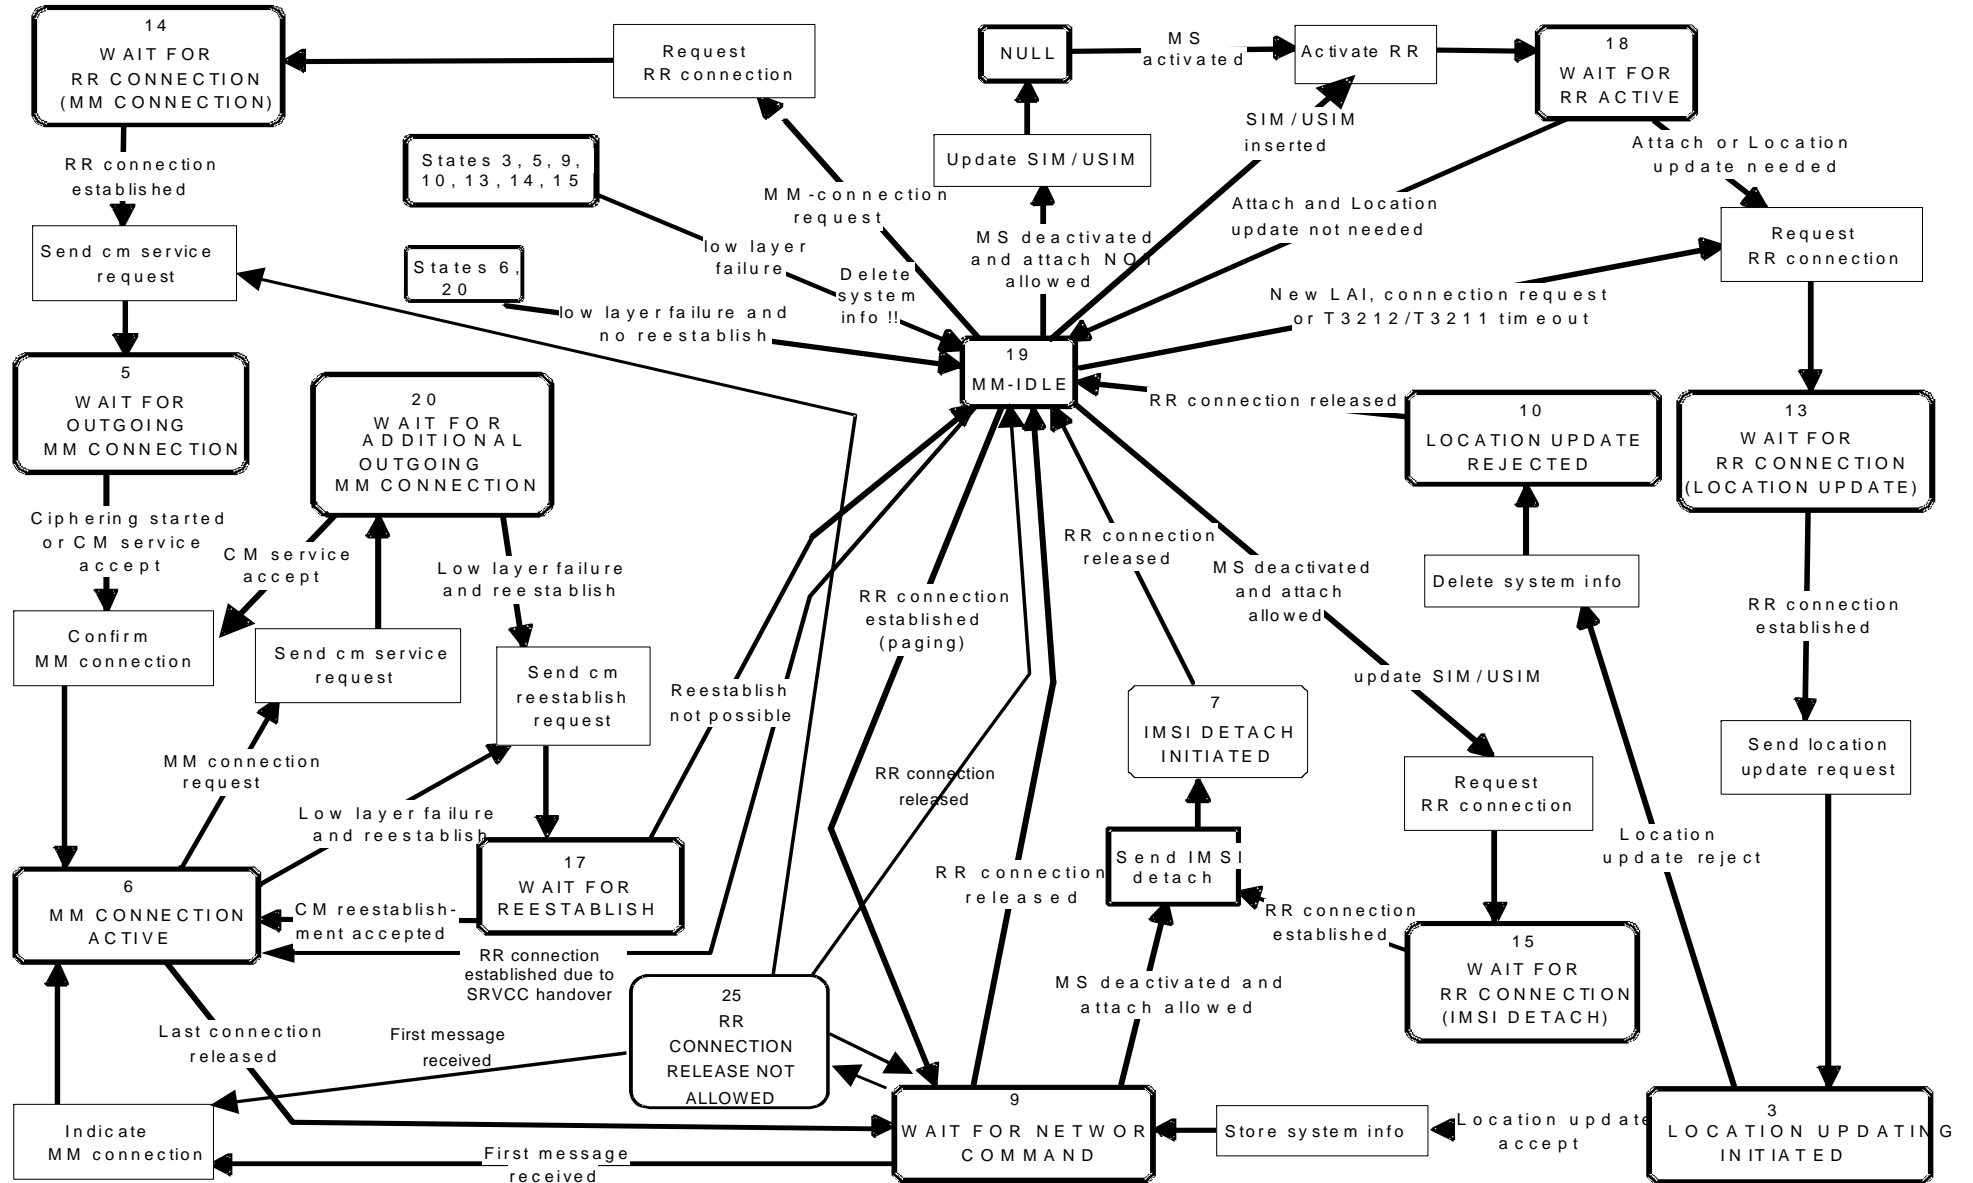 14
WAIT FOR
RR CONNECTION
(MM CONNECTION)
Request
RR connection
NULL
MS
activated
Activate RR
18
WAIT FOR
RR ACTIVE
RR connection
established
States 3, 5, 9,
10, 13, 14, 15
Update SIM/USIM
SIM/USIM
inserted
Attach or Location
update needed
MM-connection
request
Attach and Location
update not needed
Send cm service
request
low layer
failure
MS deactivated
and attach NOT
allowed
Request
RR connection
States 6,
20
Delete
system
info !!
low layer failure and
no reestablish
New LAI, connection request
or T3212/T3211 timeout
19
MM-IDLE
5
WAIT FOR
OUTGOING
MM CONNECTION
20
WAIT FOR
ADDITIONAL
OUTGOING
MM CONNECTION
RR connection released
10
LOCATION UPDATE
REJECTED
13
WAIT FOR
RR CONNECTION
(LOCATION UPDATE)
Ciphering started
or CM service
accept
CM service
accept
Low layer failure
and reestablish
RR connection
released
MS deactivated
and attach
allowed
Delete system info
RR connection
established
(paging)
RR connection
established
Confirm
MM connection
Send cm service
request
Send cm
reestablish
request
Reestablish
not possible
update SIM/USIM
7
IMSI DETACH
INITIATED
Send location
update request
MM connection
request
RR connection
released
Request
RR connection
Low layer failure
and reestablish
Location
update reject
17
WAIT FOR
REESTABLISH
Send IMSI
detach
RR connection
released
6
MM CONNECTION
ACTIVE
CM reestablish-
ment accepted
RR connection
established
RR connection
established due to
SRVCC handover
15
WAIT FOR
RR CONNECTION
(IMSI DETACH)
MS deactivated and
attach allowed
25
RR
CONNECTION
RELEASE NOT
ALLOWED
Last connection
released
First message
received
9
WAIT FOR NETWOR
COMMAND
Store system info
Location update
accept
3
LOCATION UPDATING
INITIATED
Indicate
MM connection
First message
received